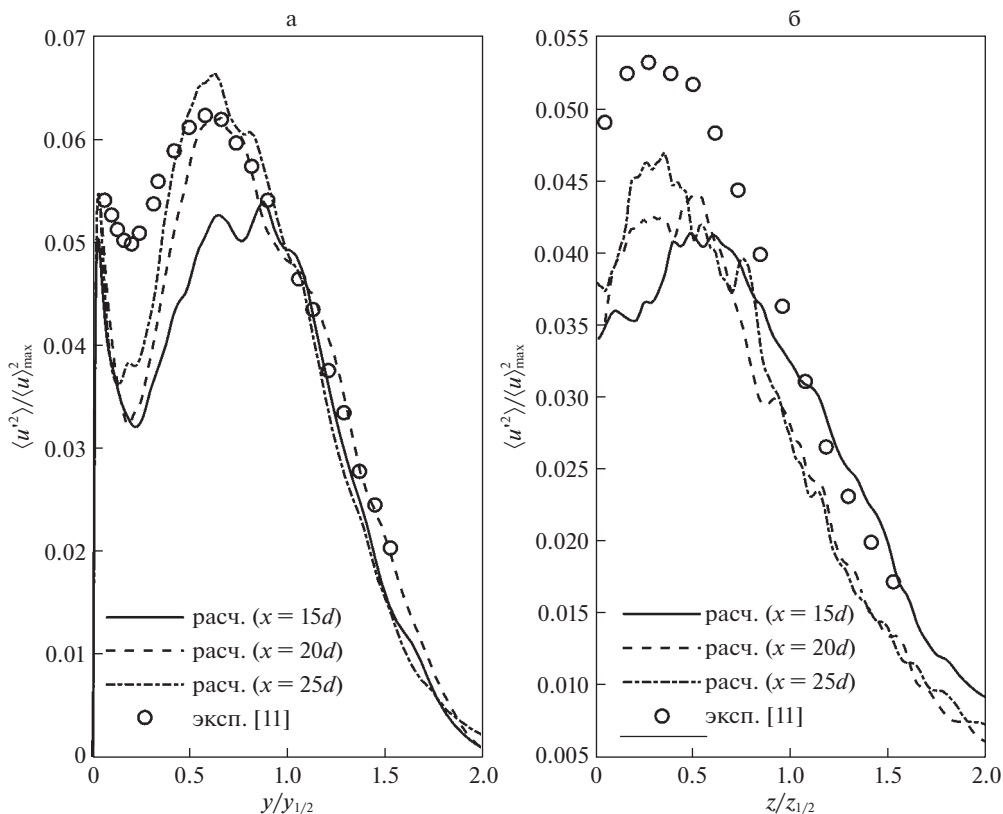 а
0.07
0.06
0.05
0.04
0.03
0.02
0.01
0
⟨u′²⟩/⟨u⟩²max
расч. (x = 15d)
расч. (x = 20d)
расч. (x = 25d)
эксп. [11]
0
0.5
1.0
1.5
2.0
y/y1/2
б
0.055
0.050
0.045
0.040
0.035
0.030
0.025
0.020
0.015
0.010
0.005
⟨u′²⟩/⟨u⟩²max
расч. (x = 15d)
расч. (x = 20d)
расч. (x = 25d)
эксп. [11]
0
0.5
1.0
1.5
2.0
z/z1/2